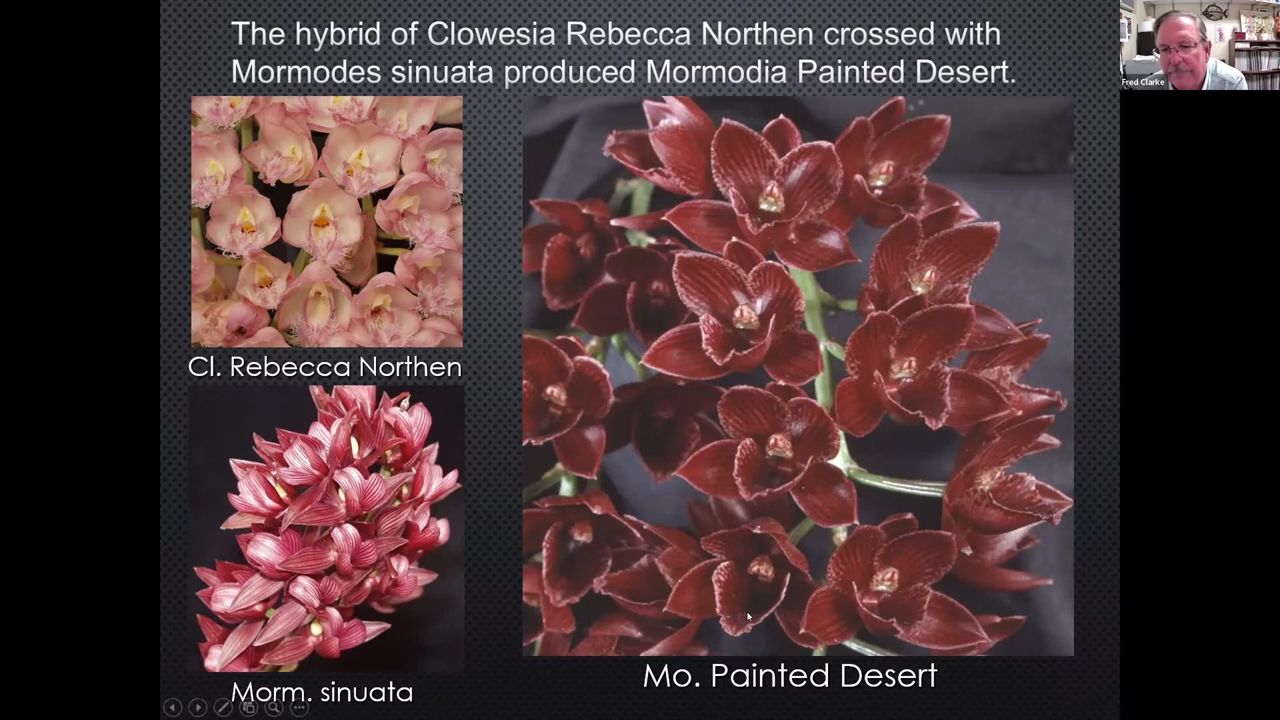 The hybrid of Clowesia Rebecca Northen crossed with
Mormodes sinuata produced Mormodia Painted Desert.
Fred Clarke
Cl. Rebecca Northen
Morm. sinuata
Mo. Painted Desert